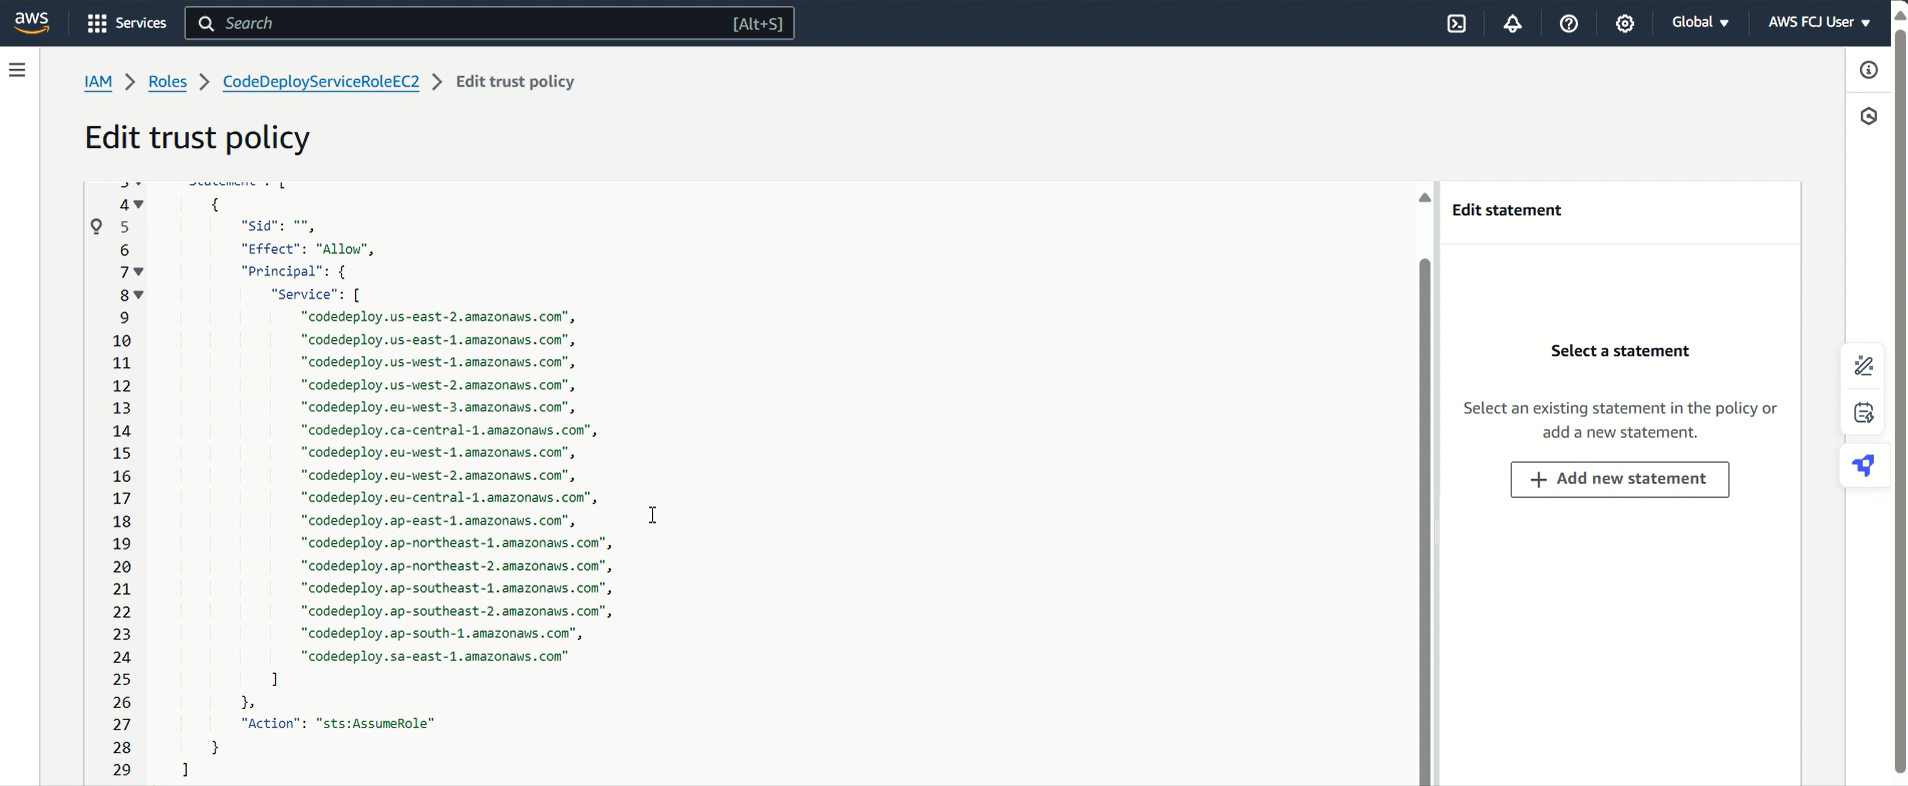 aws Services Search [Alt+S] Global AWS FCJ User
IAM > Roles > CodeDeployServiceRoleEC2 > Edit trust policy
Edit trust policy
3 "Statement": [
4 {
5 "Sid": "",
6 "Effect": "Allow",
7 "Principal": {
8 "Service": [
9 "codedeploy.us-east-2.amazonaws.com",
10 "codedeploy.us-east-1.amazonaws.com",
11 "codedeploy.us-west-1.amazonaws.com",
12 "codedeploy.us-west-2.amazonaws.com",
13 "codedeploy.eu-west-3.amazonaws.com",
14 "codedeploy.ca-central-1.amazonaws.com",
15 "codedeploy.eu-west-1.amazonaws.com",
16 "codedeploy.eu-west-2.amazonaws.com",
17 "codedeploy.eu-central-1.amazonaws.com",
18 "codedeploy.ap-east-1.amazonaws.com",
19 "codedeploy.ap-northeast-1.amazonaws.com",
20 "codedeploy.ap-northeast-2.amazonaws.com",
21 "codedeploy.ap-southeast-1.amazonaws.com",
22 "codedeploy.ap-southeast-2.amazonaws.com",
23 "codedeploy.ap-south-1.amazonaws.com",
24 "codedeploy.sa-east-1.amazonaws.com"
25 ]
26 },
27 "Action": "sts:AssumeRole"
28 }
29 ]
Edit statement
Select a statement
Select an existing statement in the policy or
add a new statement.
+ Add new statement